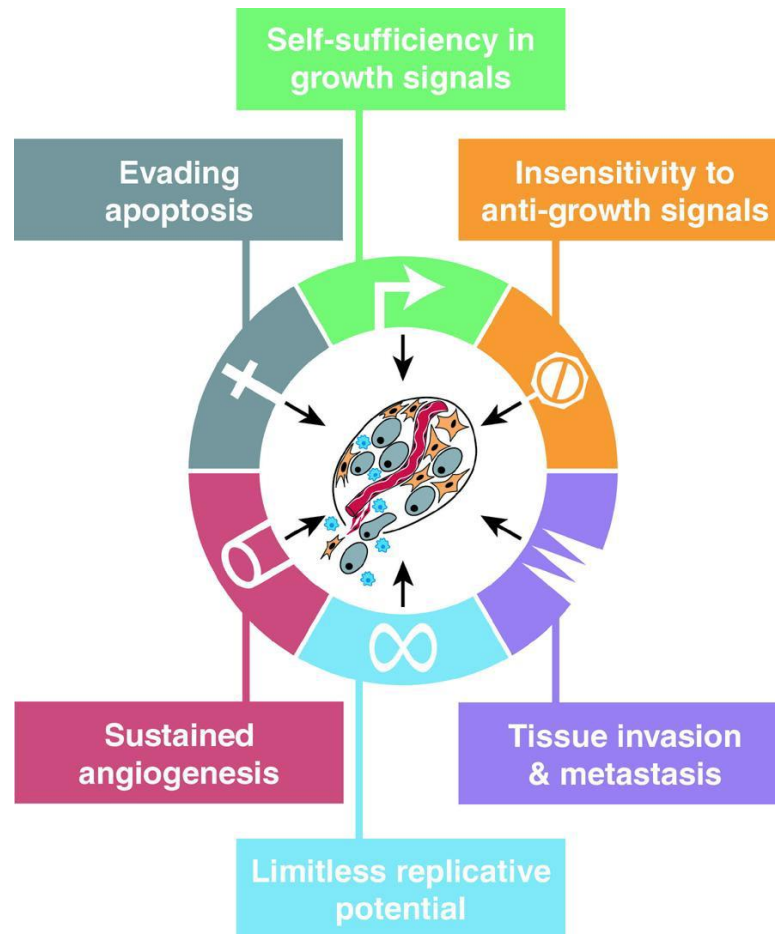 Self-sufficiency in
growth signals
Evading
apoptosis
Insensitivity to
anti-growth signals
Sustained
angiogenesis
Tissue invasion
& metastasis
Limitless replicative
potential